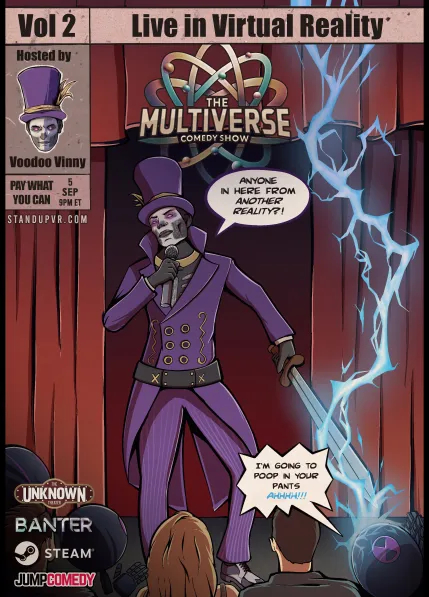 Vol 2
Live in Virtual Reality
Hosted by
Voodoo Vinny
PAY WHAT
YOU CAN
5
SEP
9PM ET
STANDUPVR.COM
THE
MULTIVERSE
COMEDY SHOW
ANYONE
IN HERE FROM
ANOTHER
REALITY?!
I'M GOING TO
POOP IN YOUR
PANTS
AHHHH!!!
THE
UNKNOWN
BANTER
STEAM
JUMPCOMEDY